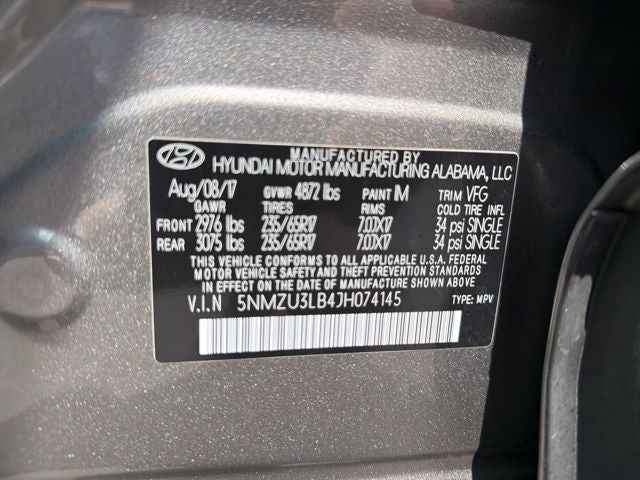 MANUFACTURED BY
HYUNDAI MOTOR MANUFACTURING ALABAMA, LLC
Aug/08/17 GVWR 4872 lbs PAINT IM TRIM VFG
GAWR TIRES RIMS COLD TIRE INFL
FRONT 2976 lbs 235/65R17 7.0JX17 34 psi SINGLE
REAR 3075 lbs 235/65R17 7.0JX17 34 psi SINGLE
THIS VEHICLE CONFORMS TO ALL APPLICABLE U.S.A. FEDERAL
MOTOR VEHICLE SAFETY AND THEFT PREVENTION STANDARDS
IN EFFECT ON THE DATE OF MANUFACTURE SHOWN ABOVE.
V.I.N 5NMZU3LB4JH074145 TYPE: MPV